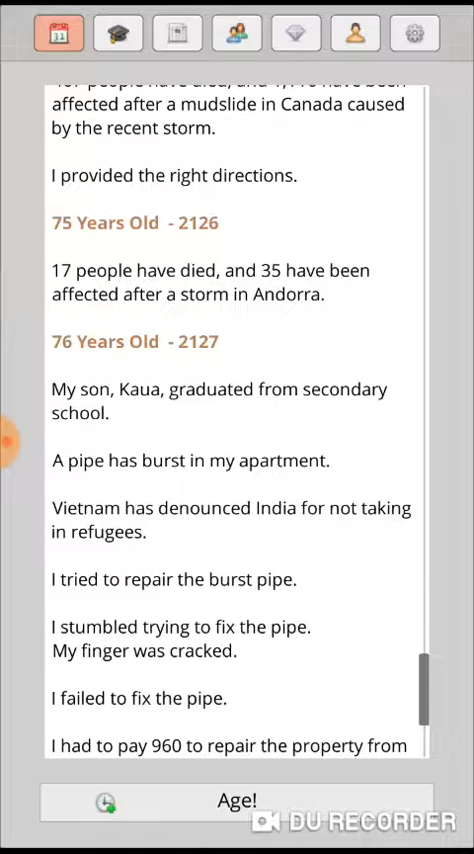 31
affected after a mudslide in Canada caused
by the recent storm.
I provided the right directions.
75 Years Old - 2126
17 people have died, and 35 have been
affected after a storm in Andorra.
76 Years Old - 2127
My son, Kaua, graduated from secondary
school.
A pipe has burst in my apartment.
Vietnam has denounced India for not taking
in refugees.
I tried to repair the burst pipe.
I stumbled trying to fix the pipe.
My finger was cracked.
I failed to fix the pipe.
I had to pay 960 to repair the property from
Age!
DU RECORDER